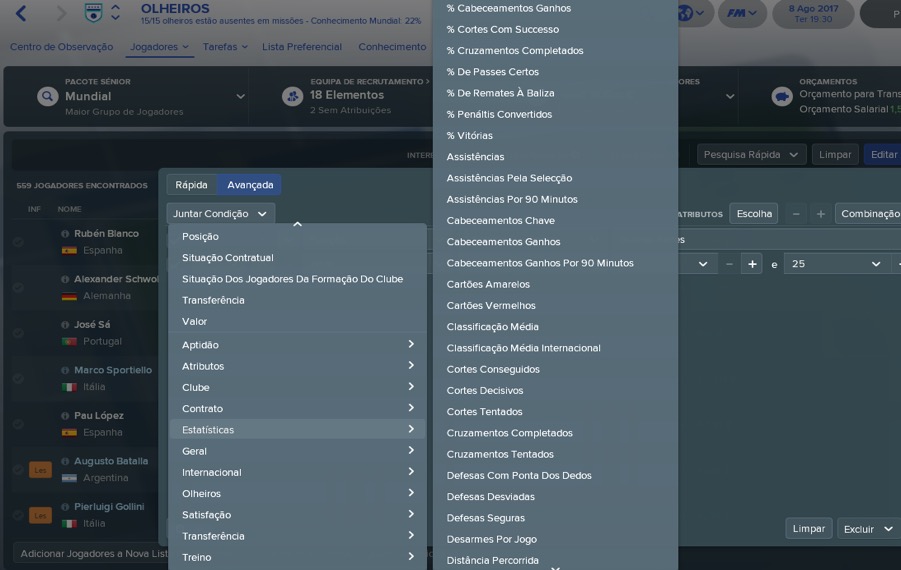 OLHEIROS
15/15 olheiros estão ausentes em missões - Conhecimento Mundial: 22%
FM
8 Ago 2017
Ter 19:30
P
Centro de Observação
Jogadores
Tarefas
Lista Preferencial
Conhecimento
PACOTE SÉNIOR
Mundial
Maior Grupo de Jogadores
EQUIPA DE RECRUTAMENTO >
18 Elementos
2 Sem Atribuições
ORES
ORÇAMENTOS
Orçamento para Trans
Orçamento Salarial 1,5
INTERE
Pesquisa Rápida
Limpar
Editar
559 JOGADORES ENCONTRADOS
INF
NOME
Rubén Blanco
Espanha
Alexander Schwol
Alemanha
José Sá
Portugal
Marco Sportiello
Itália
Pau López
Espanha
Les
Augusto Batalla
Argentina
Les
Pierluigi Gollini
Itália
Adicionar Jogadores a Nova List
Rápida
Avançada
Juntar Condição
Posição
Situação Contratual
Situação Dos Jogadores Da Formação Do Clube
Transferência
Valor
Aptidão
Atributos
Clube
Contrato
Estatísticas
Geral
Internacional
Olheiros
Satisfação
Transferência
Treino
% Cabeceamentos Ganhos
% Cortes Com Successo
% Cruzamentos Completados
% De Passes Certos
% De Remates À Baliza
% Penáltis Convertidos
% Vitórias
Assistências
Assistências Pela Selecção
Assistências Por 90 Minutos
Cabeceamentos Chave
Cabeceamentos Ganhos
Cabeceamentos Ganhos Por 90 Minutos
Cartões Amarelos
Cartões Vermelhos
Classificação Média
Classificação Média Internacional
Cortes Conseguidos
Cortes Decisivos
Cortes Tentados
Cruzamentos Completados
Cruzamentos Tentados
Defesas Com Ponta Dos Dedos
Defesas Desviadas
Defesas Seguras
Desarmes Por Jogo
Distância Percorrida
ATRIBUTOS
Escolha
Combinação
es
e
25
Limpar
Excluir